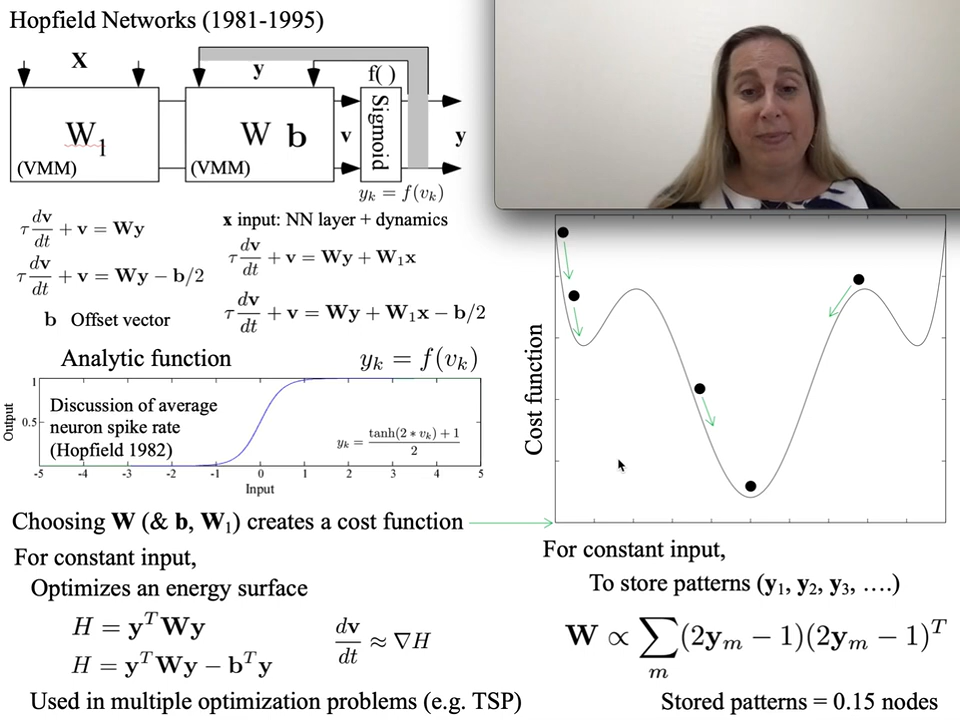 Hopfield Networks (1981-1995)
x
y
f( )
W₁
(VMM)
W b
(VMM)
v
Sigmoid
y
yₖ = f(vₖ)
τ dv/dt + v = Wy
τ dv/dt + v = Wy − b/2
b Offset vector
x input: NN layer + dynamics
τ dv/dt + v = Wy + W₁x
τ dv/dt + v = Wy + W₁x − b/2
Analytic function yₖ = f(vₖ)
Output
1
0.5
Discussion of average
neuron spike rate
(Hopfield 1982)
yₖ = (tanh(2 * vₖ) + 1)/2
-5 -4 -3 -2 -1 0 1 2 3 4 5
Input
Cost function
Choosing W (& b, W₁) creates a cost function
For constant input,
Optimizes an energy surface
H = yᵀWy
H = yᵀWy − bᵀy
dv/dt ≈ ∇H
Used in multiple optimization problems (e.g. TSP)
For constant input,
To store patterns (y₁, y₂, y₃, ….)
W ∝ ∑ₘ (2yₘ − 1)(2yₘ − 1)ᵀ
Stored patterns = 0.15 nodes